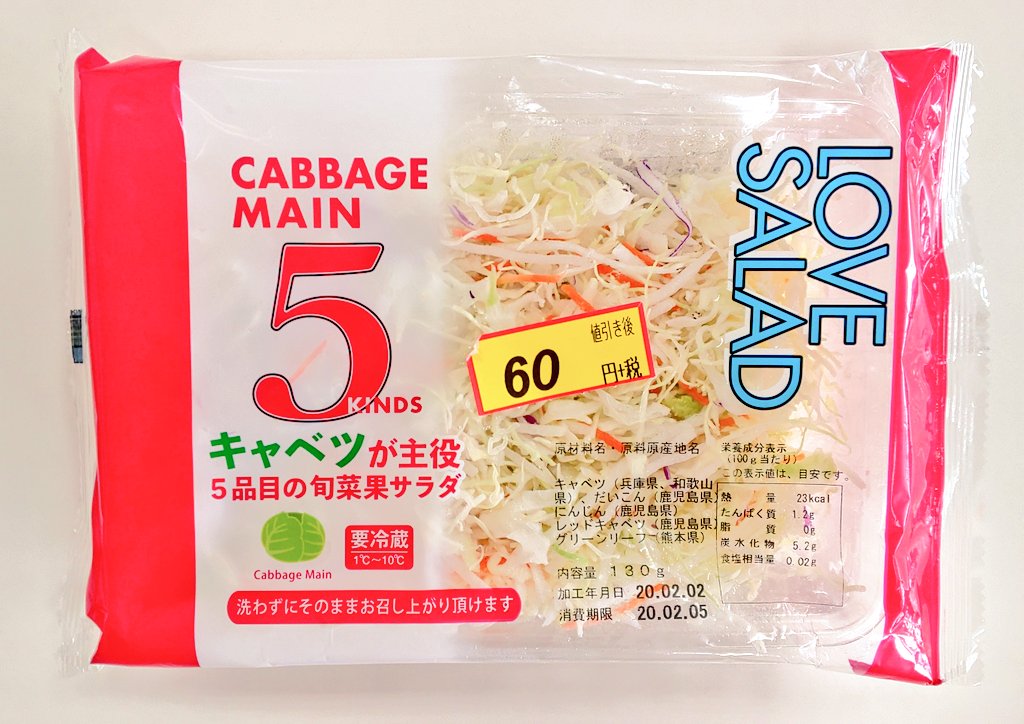 CABBAGE
MAIN
5
KINDS
キャベツが主役
5品目の旬菜果サラダ
Cabbage Main
要冷蔵
1℃～10℃
洗わずにそのままお召し上がり頂けます
LOVE
SALAD
値引き後
60 円+税
原材料名・原料原産地名
キャベツ（兵庫県、和歌山
県）、だいこん（鹿児島県）
にんじん（鹿児島県）
レッドキャベツ（鹿児島県）
グリーンリーフ（熊本県）
内容量 130g
加工年月日 20.02.02
消費期限 20.02.05
栄養成分表示
（100g当たり）
この表示値は、目安です。
熱量 23kcal
たんぱく質 1.2g
脂質 0g
炭水化物 5.2g
食塩相当量 0.02g